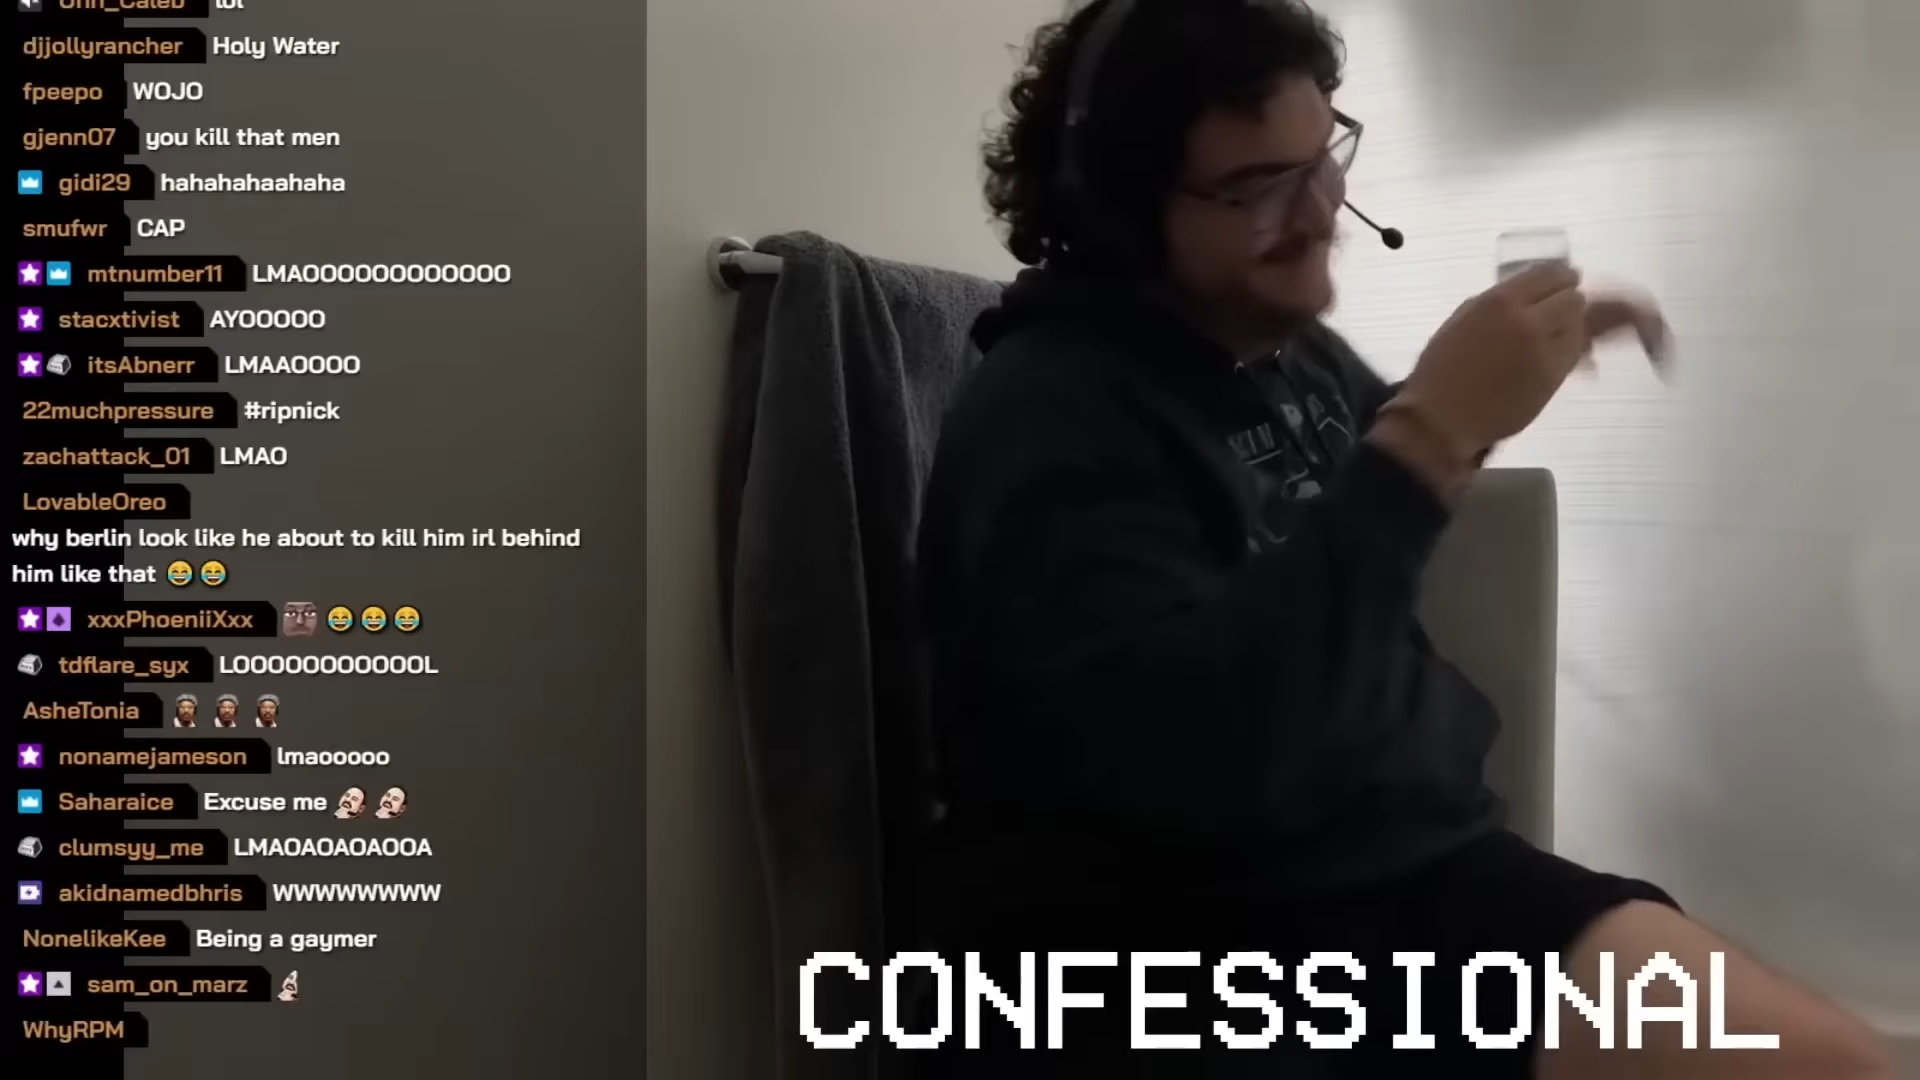 Unh_Caleb lol
djjollyrancher Holy Water
fpeepo WOJO
gjenn07 you kill that men
gidi29 hahahahaahaha
smufwr CAP
mtnumber11 LMAOOOOOOOOOOOO
stacxtivist AYOOOOO
itsAbnerr LMAAOOOO
22muchpressure #ripnick
zachattack_01 LMAO
LovableOreo
why berlin look like he about to kill him irl behind
him like that 😂 😂
xxxPhoeniiXxx 😂 😂 😂
tdflare_syx LOOOOOOOOOOOL
AsheTonia
nonamejameson lmaooooo
Saharaice Excuse me
clumsyy_me LMAOAOAOAOOA
akidnamedbhris WWWWWWWW
NonelikeKee Being a gaymer
sam_on_marz
WhyRPM
CONFESSIONAL